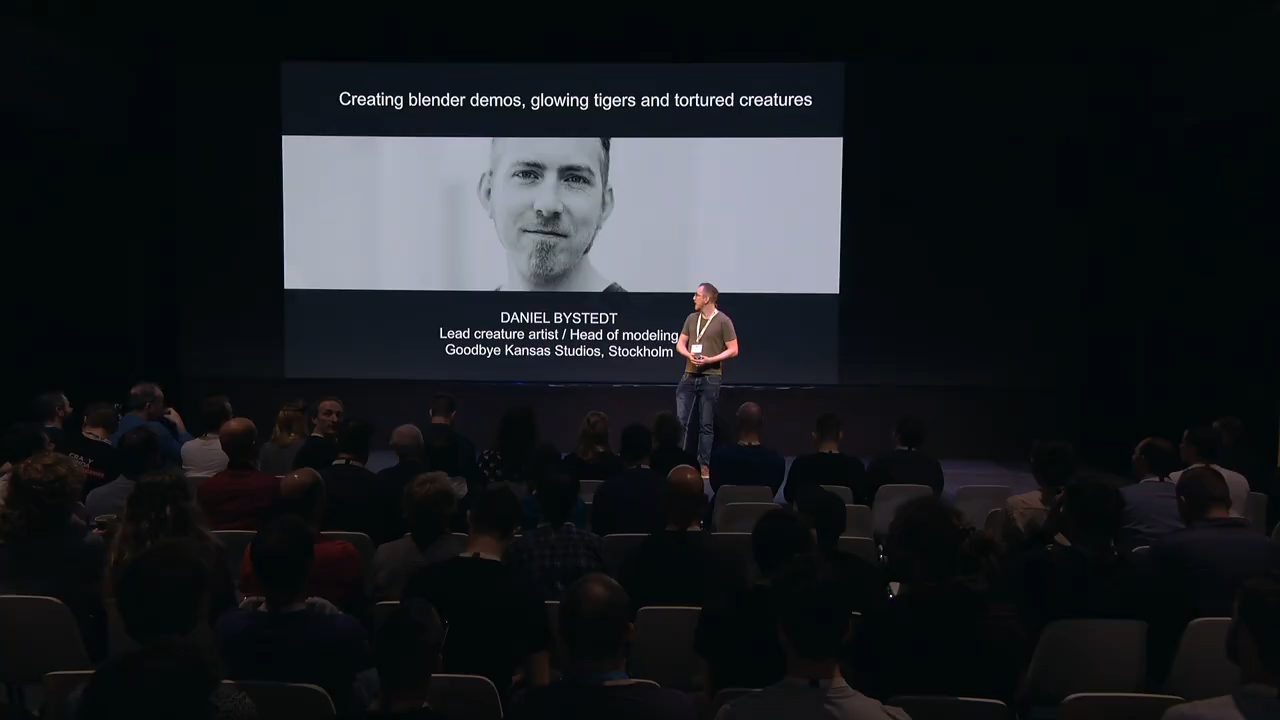 Creating blender demos, glowing tigers and tortured creatures
DANIEL BYSTEDT
Lead creature artist / Head of modeling
Goodbye Kansas Studios, Stockholm